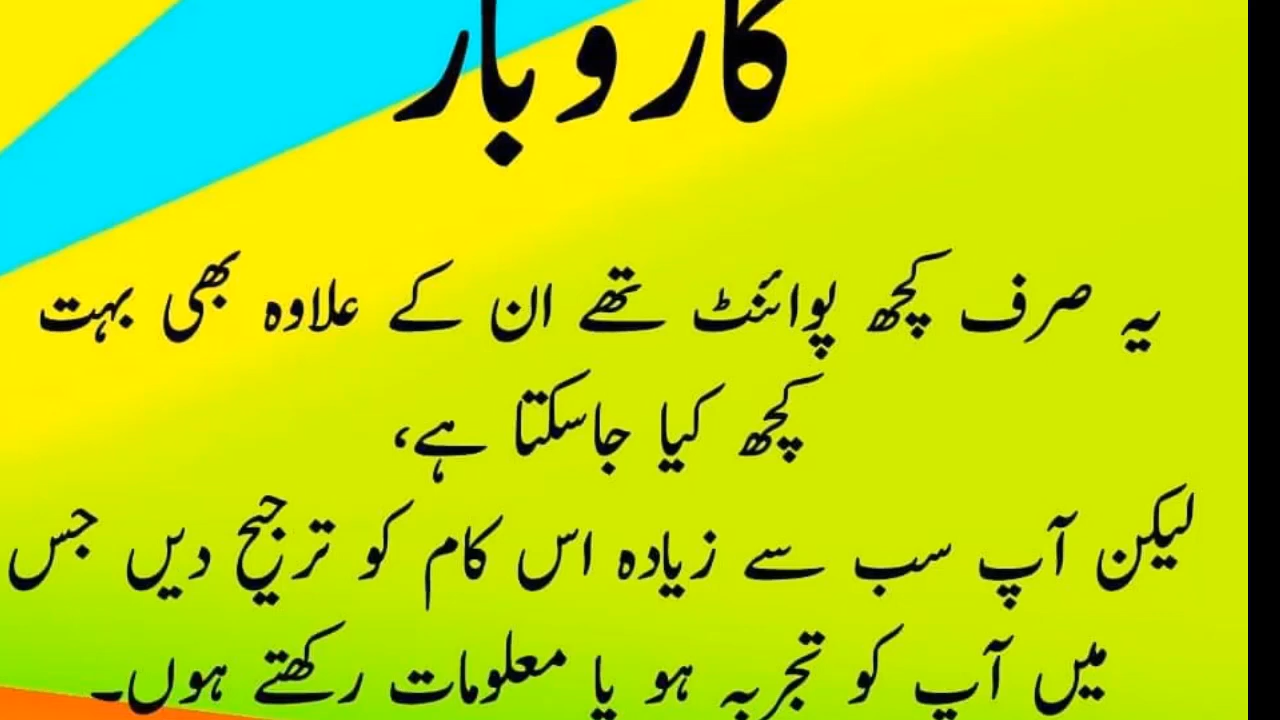 کاروبار
یہ صرف کچھ پوائنٹ تھے ان کے علاوہ بھی بہت
کچھ کیا جاسکتا ہے،
لیکن آپ سب سے زیادہ اس کام کو ترجیح دیں جس
میں آپ کو تجربہ ہو یا معلومات رکھتے ہوں۔